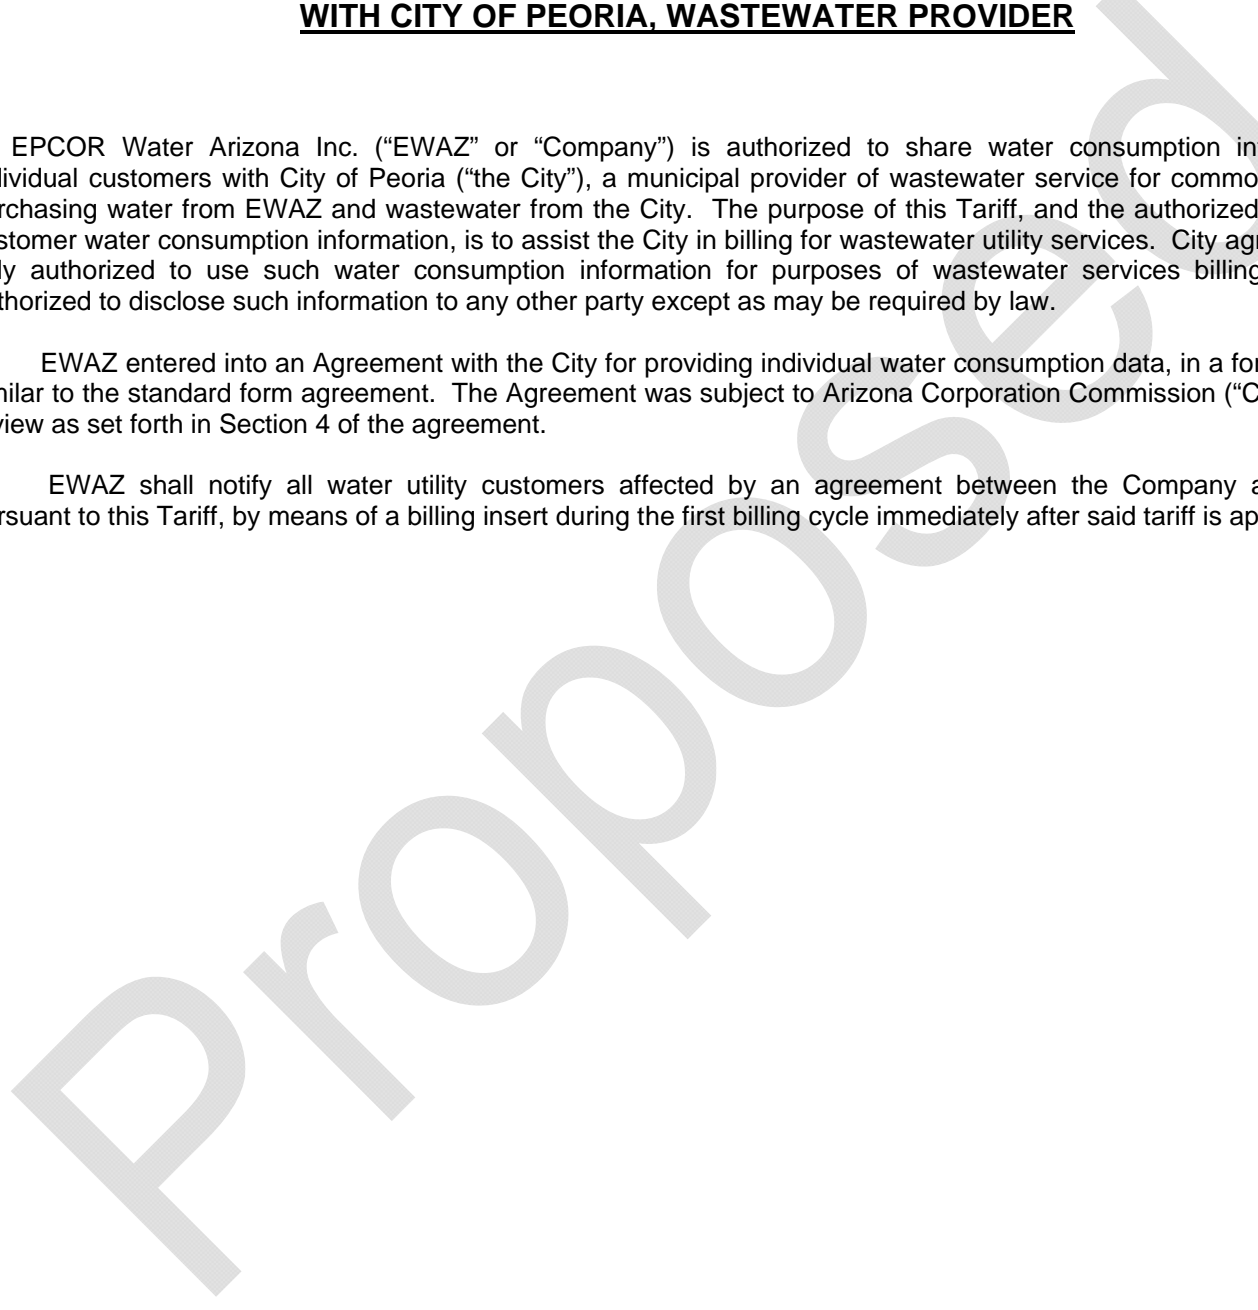 WITH CITY OF PEORIA, WASTEWATER PROVIDER
EPCOR Water Arizona Inc. (“EWAZ” or “Company”) is authorized to share water consumption in
dividual customers with City of Peoria (“the City”), a municipal provider of wastewater service for commo
rchasing water from EWAZ and wastewater from the City. The purpose of this Tariff, and the authorized
stomer water consumption information, is to assist the City in billing for wastewater utility services. City ag
ly authorized to use such water consumption information for purposes of wastewater services billing
thorized to disclose such information to any other party except as may be required by law.
EWAZ entered into an Agreement with the City for providing individual water consumption data, in a for
milar to the standard form agreement. The Agreement was subject to Arizona Corporation Commission (“C
view as set forth in Section 4 of the agreement.
EWAZ shall notify all water utility customers affected by an agreement between the Company a
rsuant to this Tariff, by means of a billing insert during the first billing cycle immediately after said tariff is ap
Proposed